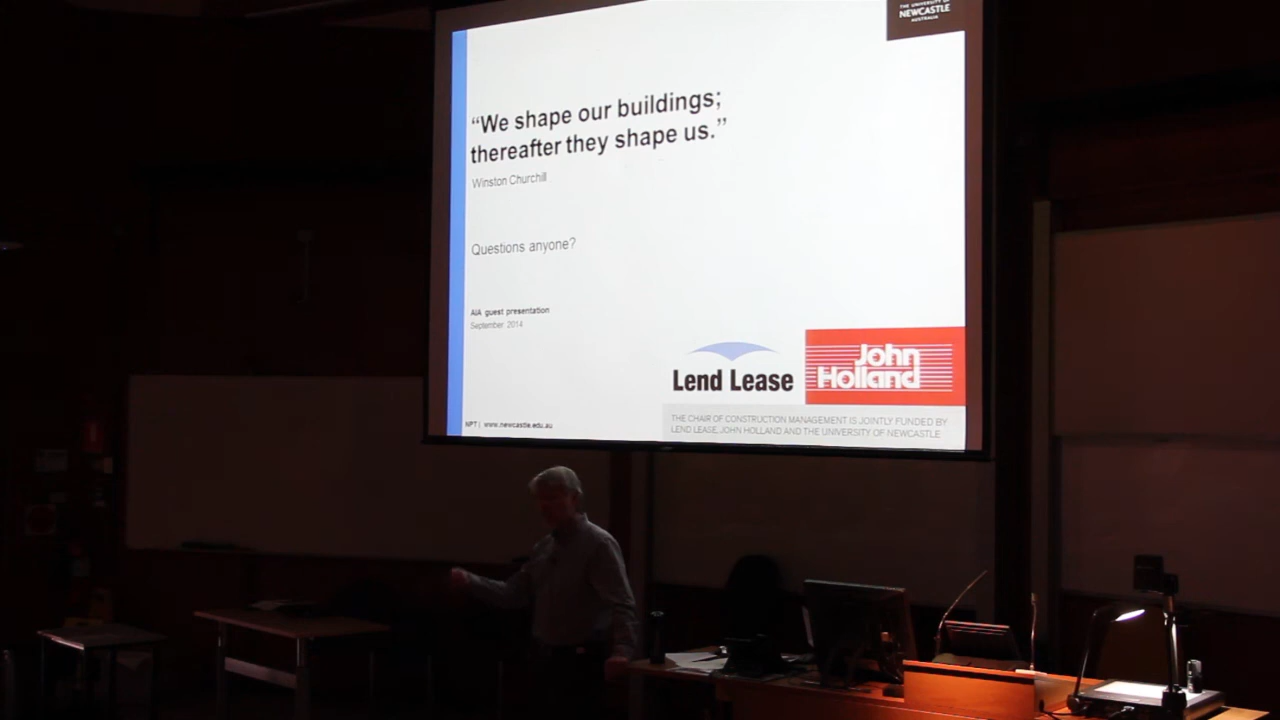 THE UNIVERSITY OF
NEWCASTLE
AUSTRALIA
“We shape our buildings;
thereafter they shape us.”
Winston Churchill
Questions anyone?
AIA guest presentation
September 2014
Lend Lease
John
Holland
THE CHAIR OF CONSTRUCTION MANAGEMENT IS JOINTLY FUNDED BY
LEND LEASE, JOHN HOLLAND AND THE UNIVERSITY OF NEWCASTLE
NPT | www.newcastle.edu.au